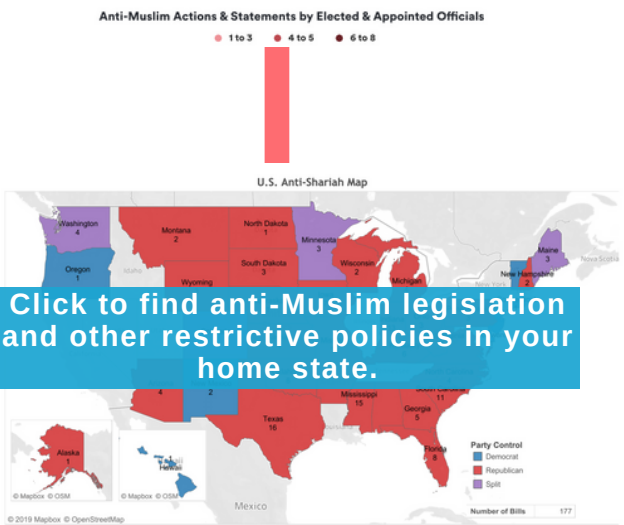 Anti-Muslim Actions & Statements by Elected & Appointed Officials
1 to 3 4 to 5 6 to 8
U.S. Anti-Shariah Map
Washington
4
Montana
2
North Dakota
1
Minnesota
3
Maine
3
Nova Scotia
Oregon
1
Idaho
South Dakota
3
Wisconsin
2
Michigan
New York
New Hampshire
2
Wyoming
Click to find anti-Muslim legislation
and other restrictive policies in your
home state.
4
2
Mississippi
15
South Carolina
11
Georgia
5
Texas
16
Florida
8
Alaska
1
Hawaii
© Mapbox © OSM
© Mapbox © OSM
Mexico
Party Control
Democrat
Republican
Split
Number of Bills 177
© 2019 Mapbox © OpenStreetMap